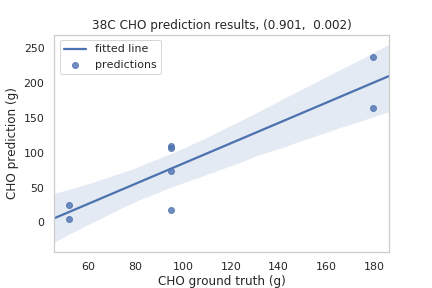 38C CHO prediction results, (0.901, 0.002)
fitted line
predictions
CHO prediction (g)
250
200
150
100
50
0
60 80 100 120 140 160 180
CHO ground truth (g)